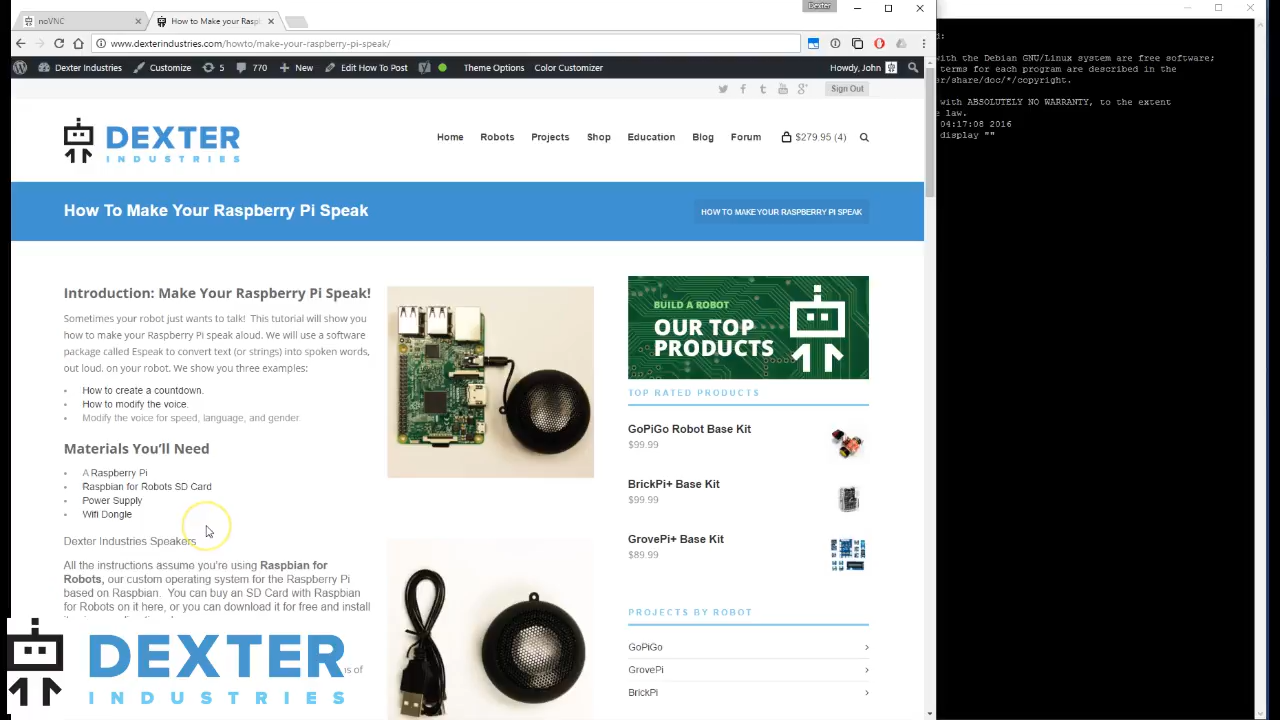 Dexter
noVNC
How to Make your Raspb
www.dexterindustries.com/howto/make-your-raspberry-pi-speak/
Dexter Industries Customize 5 770 New Edit How To Post Theme Options Color Customizer Howdy, John
Sign Out
DEXTER
INDUSTRIES
Home Robots Projects Shop Education Blog Forum $279.95 (4)
How To Make Your Raspberry Pi Speak
HOW TO MAKE YOUR RASPBERRY PI SPEAK
Introduction: Make Your Raspberry Pi Speak!
Sometimes your robot just wants to talk! This tutorial will show you
how to make your Raspberry Pi speak aloud. We will use a software
package called Espeak to convert text (or strings) into spoken words,
out loud, on your robot. We show you three examples:
How to create a countdown.
How to modify the voice.
Modify the voice for speed, language, and gender.
Materials You'll Need
A Raspberry Pi
Raspbian for Robots SD Card
Power Supply
Wifi Dongle
Dexter Industries Speakers
All the instructions assume you're using Raspbian for
Robots, our custom operating system for the Raspberry Pi
based on Raspbian. You can buy an SD Card with Raspbian
for Robots on it here, or you can download it for free and install
ns of
DEXTER
INDUSTRIES
BUILD A ROBOT
OUR TOP
PRODUCTS
TOP RATED PRODUCTS
GoPiGo Robot Base Kit
$99.99
BrickPi+ Base Kit
$99.99
GrovePi+ Base Kit
$89.99
PROJECTS BY ROBOT
GoPiGo
GrovePi
BrickPi
d:
with the Debian GNU/Linux system are free software;
terms for each program are described in the
r/share/doc/*/copyright.
with ABSOLUTELY NO WARRANTY, to the extent
e law.
04:17:08 2016
display ""